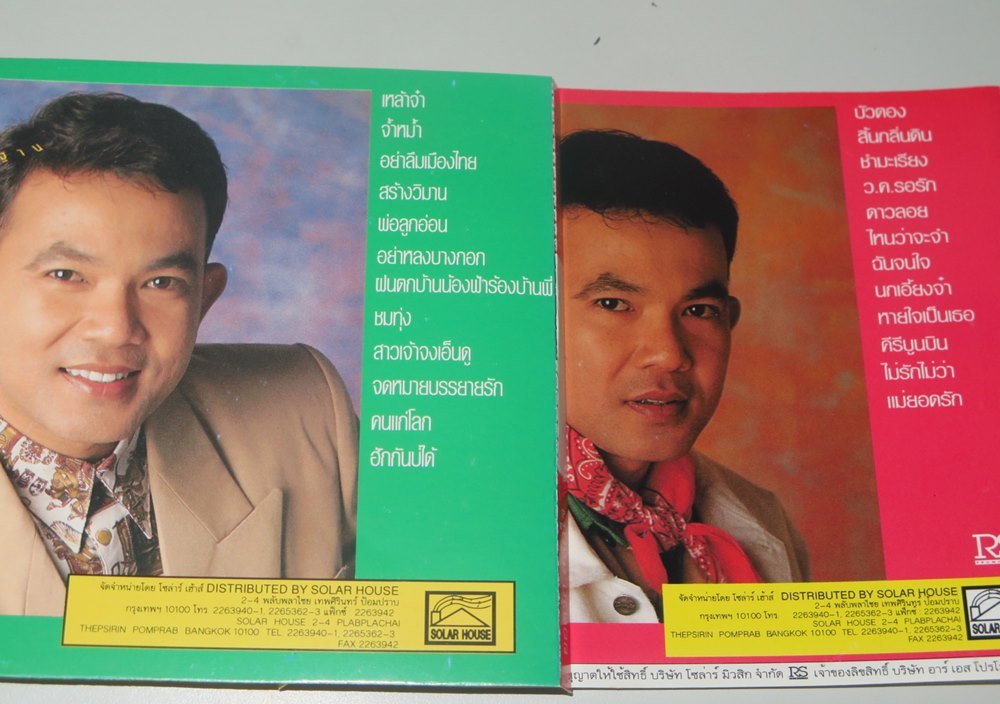 เหล้าจ๋า
จ้ำหม้ำ
อย่าลืมเมืองไทย
สร้างวิมาน
พ่อลูกอ่อน
อย่าหลงบางกอก
ฝนตกบ้านน้องฟ้าร้องบ้านพี่
ชมทุ่ง
สาวเจ้าจงเอ็นดู
จดหมายบรรยายรัก
คนแก่โลก
ฮักกันบ่ได้
จัดจำหน่ายโดย โซล่าร์ เฮ้าส์ DISTRIBUTED BY SOLAR HOUSE
2-4 พลับพลาไชย เทพศิรินทร์ ป้อมปราบ
กรุงเทพฯ 10100 โทร. 2263940-1, 2265362-3 แฟ็กซ์ : 2263942
SOLAR HOUSE 2-4 PLABPLACHAI
THEPSIRIN POMPRAB BANGKOK 10100 TEL. 2263940-1, 2265362-3
FAX 2263942
SOLAR HOUSE
บัวตอง
สิ้นกลิ่นดิน
ชำมะเรียง
ว.ค.รอรัก
ดาวลอย
ไหนว่าจะจำ
ฉันจนใจ
นกเอี้ยงจ๋า
หายใจเป็นเธอ
คีรีบูนบิน
ไม่รักไม่ว่า
แม่ยอดรัก
RS
จัดจำหน่ายโดย โซล่าร์ เฮ้าส์ DISTRIBUTED BY SOLAR HOUSE
2-4 พลับพลาไชย เทพศิรินทร์ ป้อมปราบ
กรุงเทพฯ 10100 โทร. 2263940-1, 2265362-3 แฟ็กซ์ : 2263942
SOLAR HOUSE 2-4 PLABPLACHAI
THEPSIRIN POMPRAB BANGKOK 10100 TEL 2263940-1, 2265362-3
FAX 2263942
SOLAR HOUSE
ญาตให้ใช้สิทธิ์ บริษัท โซล่าร์ มิวสิก จำกัด RS เจ้าของลิขสิทธิ์ บริษัท อาร์ เอส